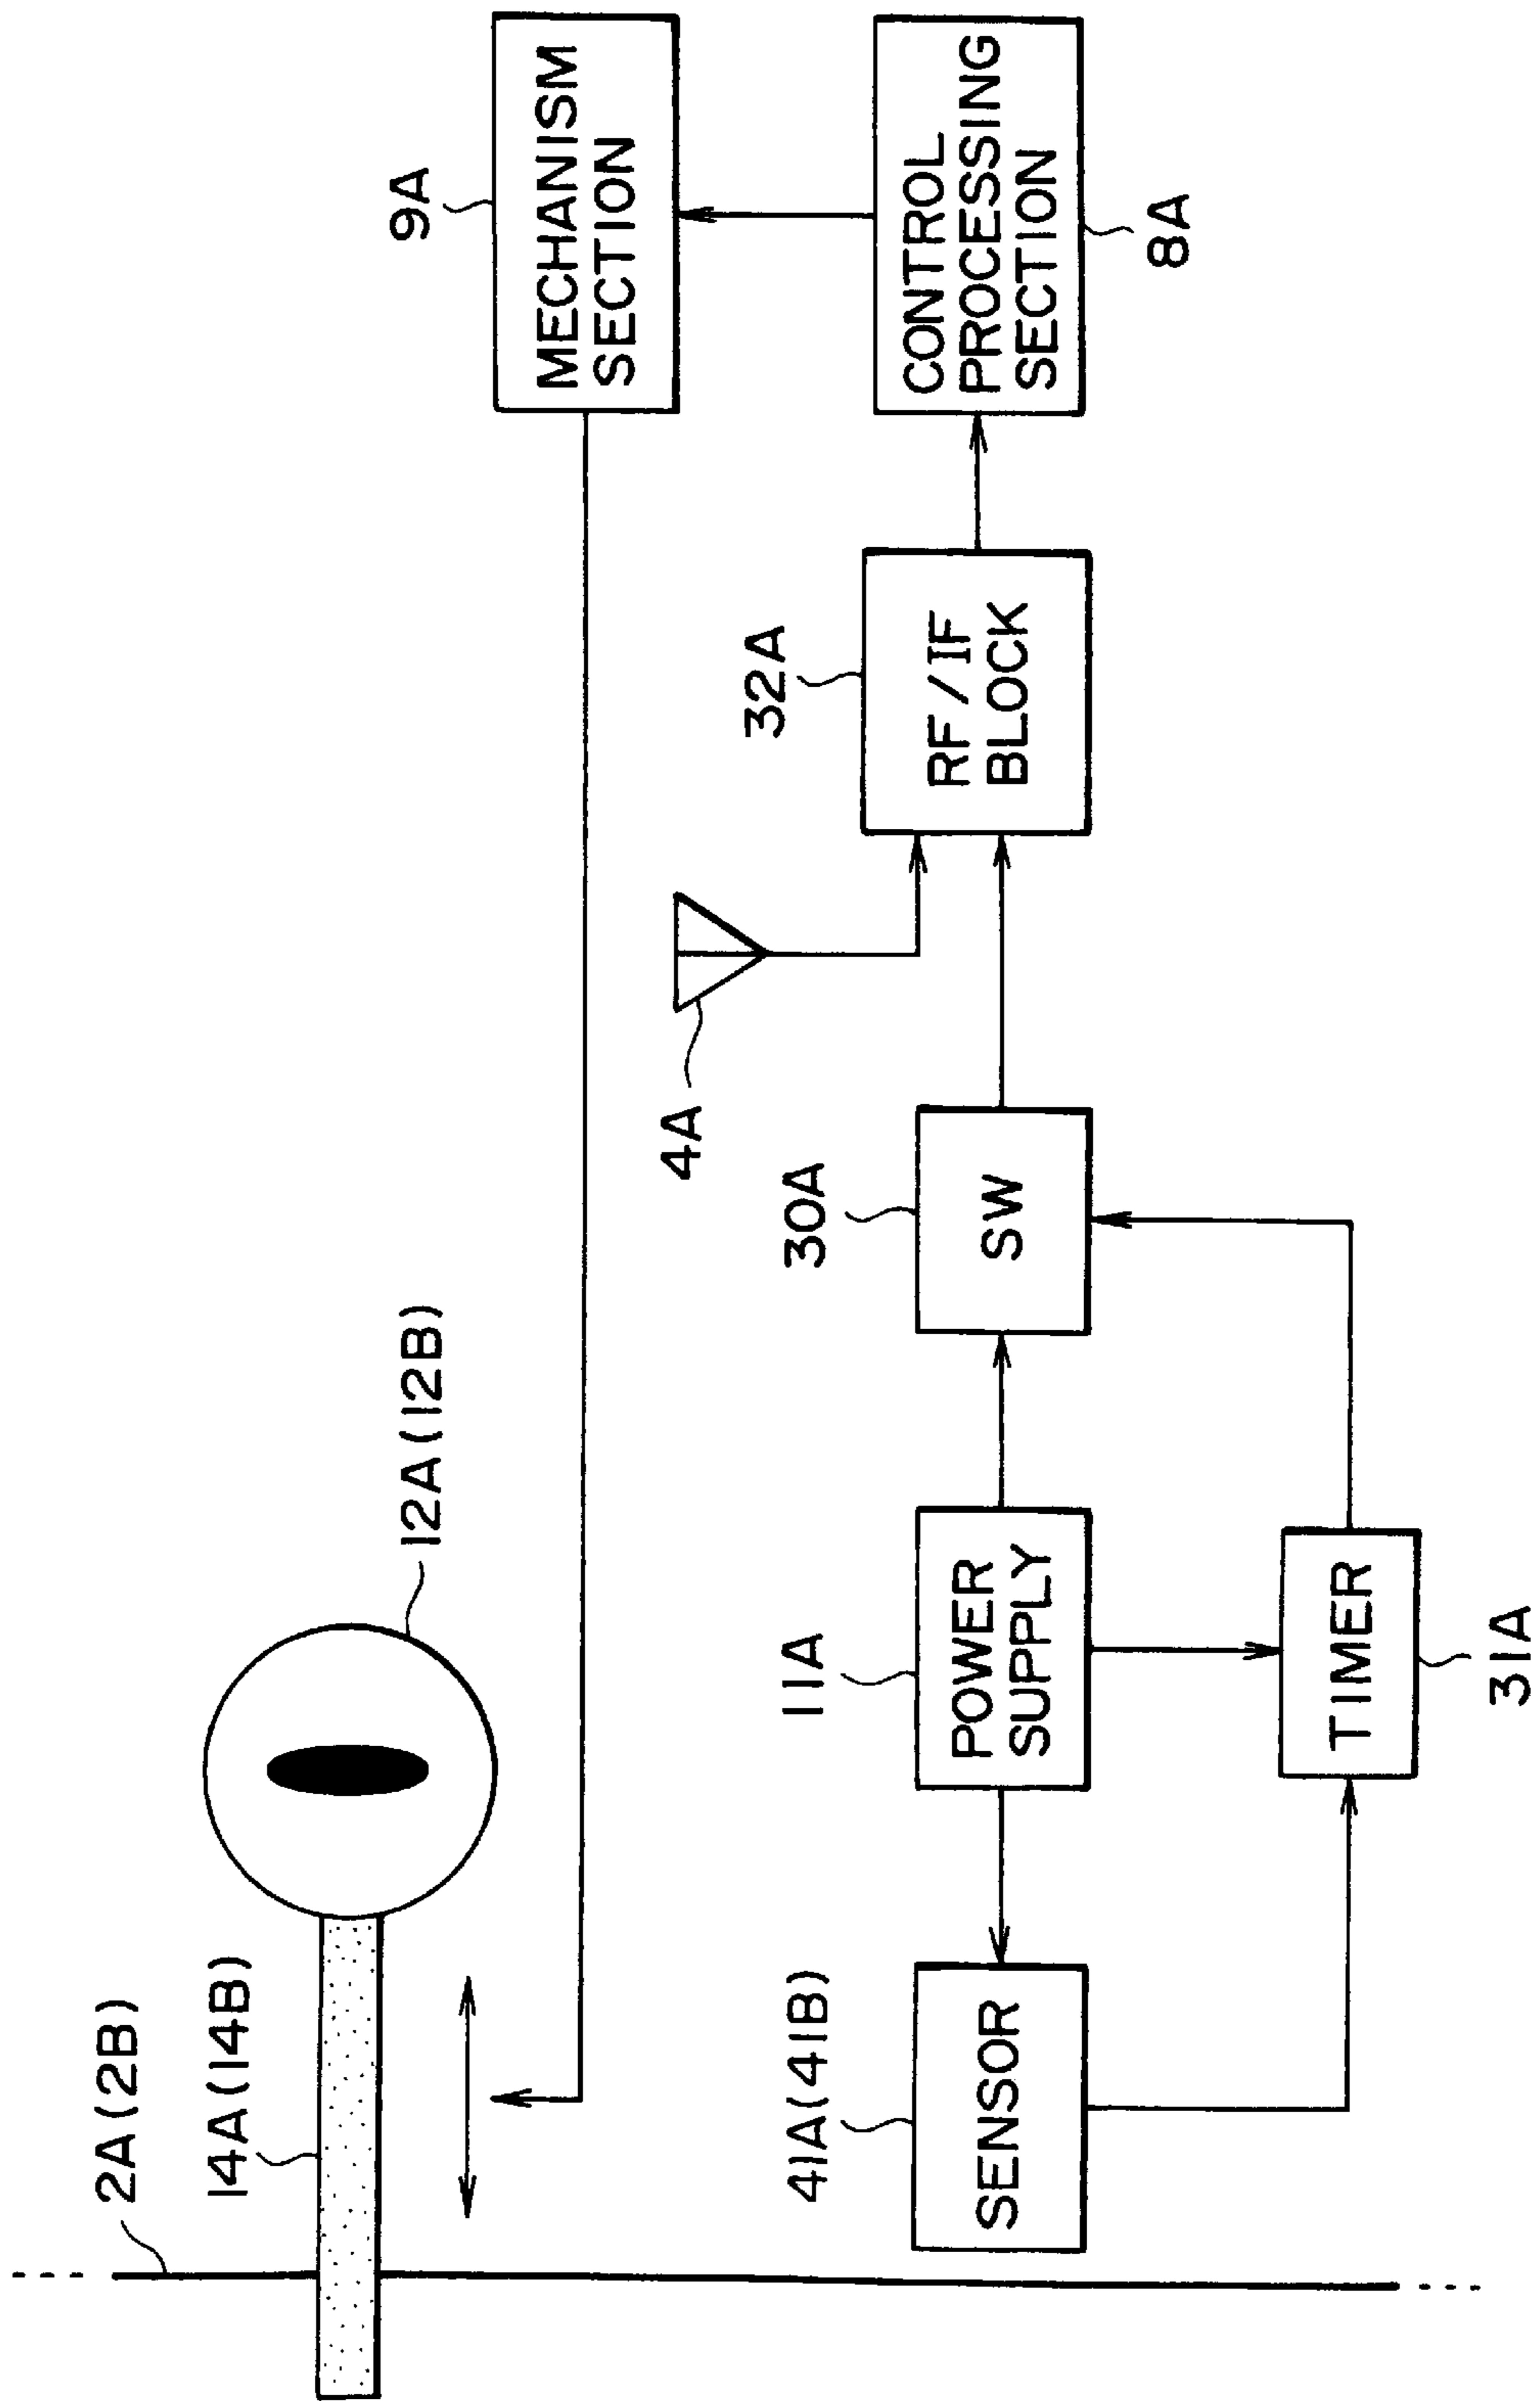 2A(2B)
14A(14B)
12A(12B)
9A
MECHANISM
SECTION
4A
32A
RF/IF
BLOCK
CONTROL
PROCESSING
SECTION
8A
41A(41B)
SENSOR
11A
POWER
SUPPLY
30A
SW
TIMER
31A